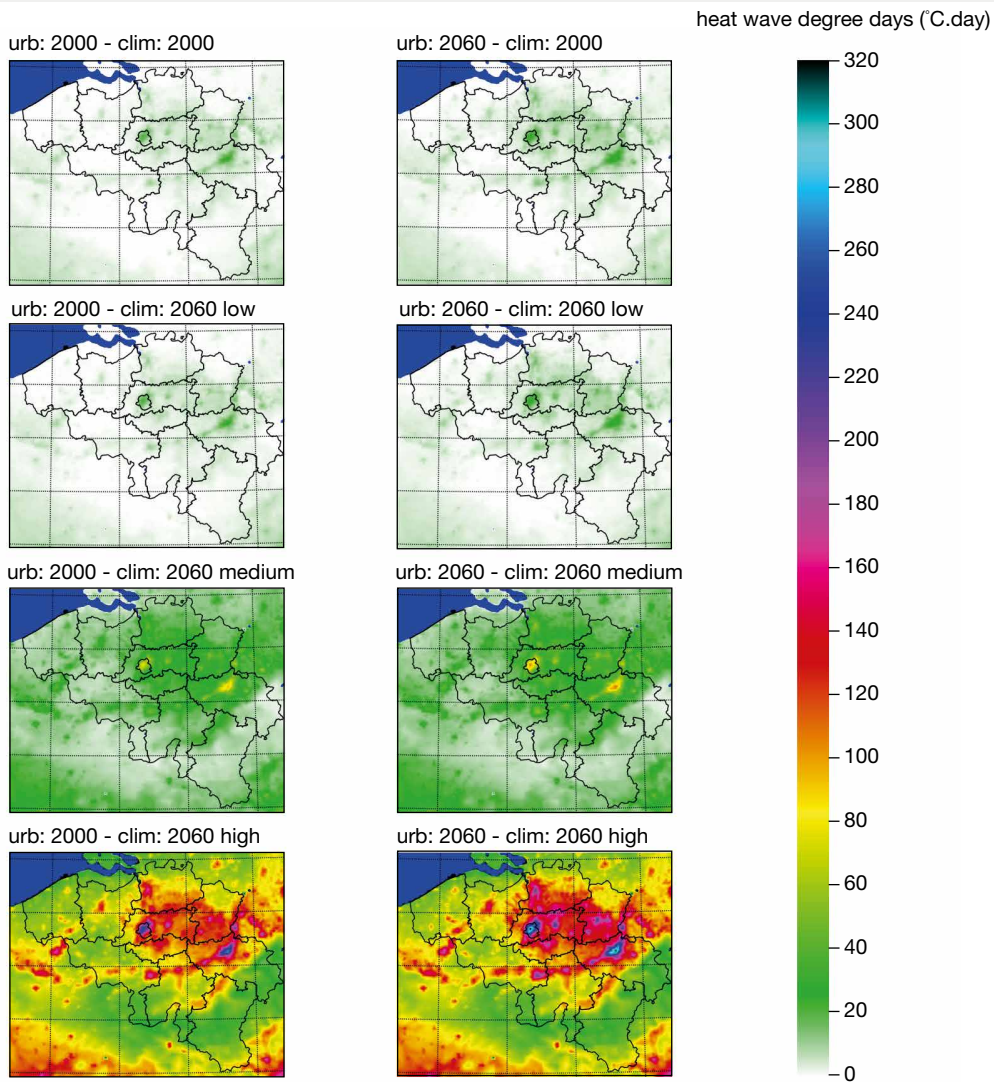 heat wave degree days (°C.day)
urb: 2000 - clim: 2000
urb: 2060 - clim: 2000
urb: 2000 - clim: 2060 low
urb: 2060 - clim: 2060 low
urb: 2000 - clim: 2060 medium
urb: 2060 - clim: 2060 medium
urb: 2000 - clim: 2060 high
urb: 2060 - clim: 2060 high
320
300
280
260
240
220
200
180
160
140
120
100
80
60
40
20
0